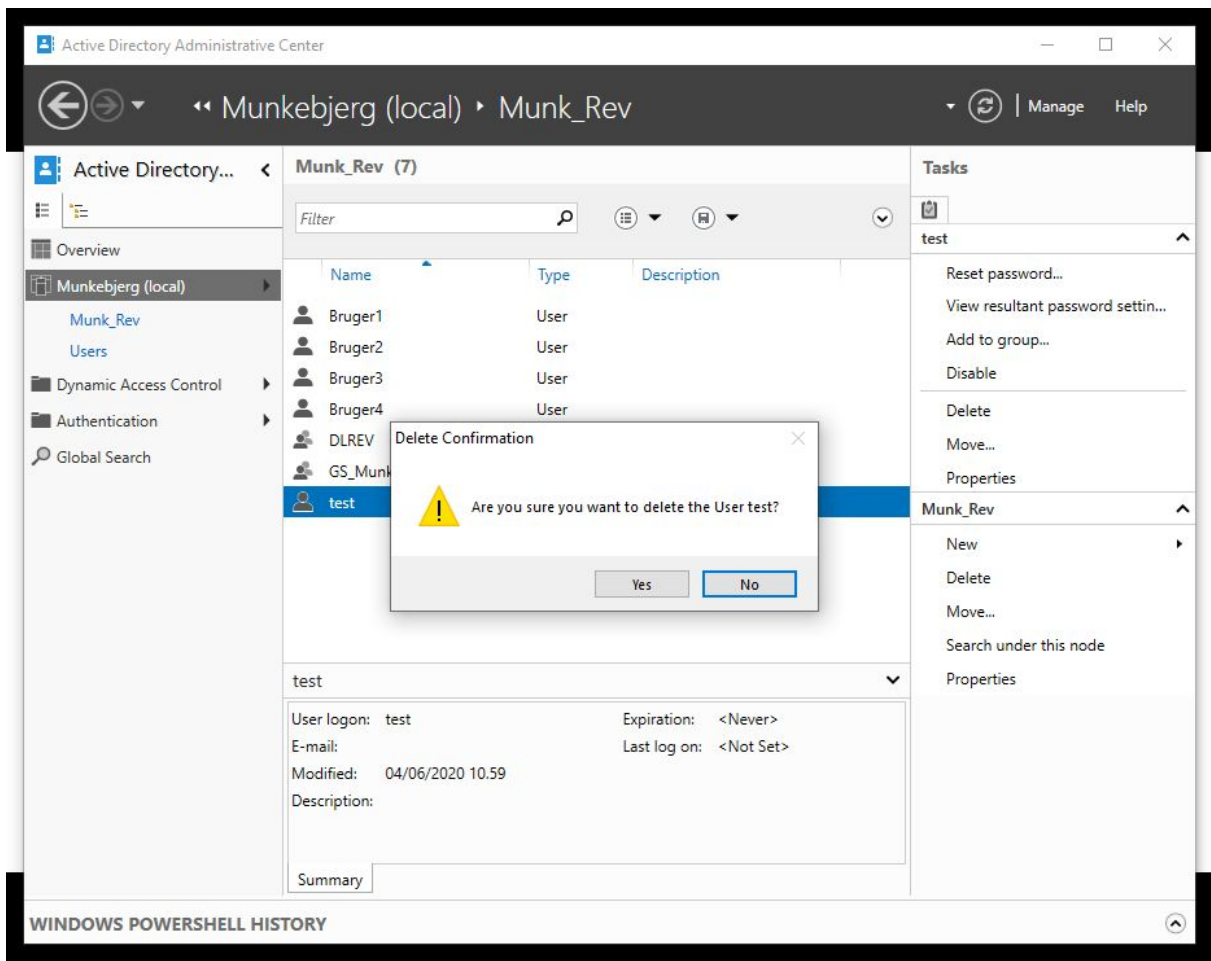 Active Directory Administrative Center
Munkebjerg (local) Munk_Rev
Manage Help
Active Directory...
Overview
Munkebjerg (local)
Munk_Rev
Users
Dynamic Access Control
Authentication
Global Search
Munk_Rev (7)
Filter
Name Type Description
Bruger1 User
Bruger2 User
Bruger3 User
Bruger4 User
DLREV
GS_Munk
test
Delete Confirmation
Are you sure you want to delete the User test?
Yes No
test
User logon: test Expiration: <Never>
E-mail: Last log on: <Not Set>
Modified: 04/06/2020 10.59
Description:
Summary
Tasks
test
Reset password...
View resultant password settin...
Add to group...
Disable
Delete
Move...
Properties
Munk_Rev
New
Delete
Move...
Search under this node
Properties
WINDOWS POWERSHELL HISTORY